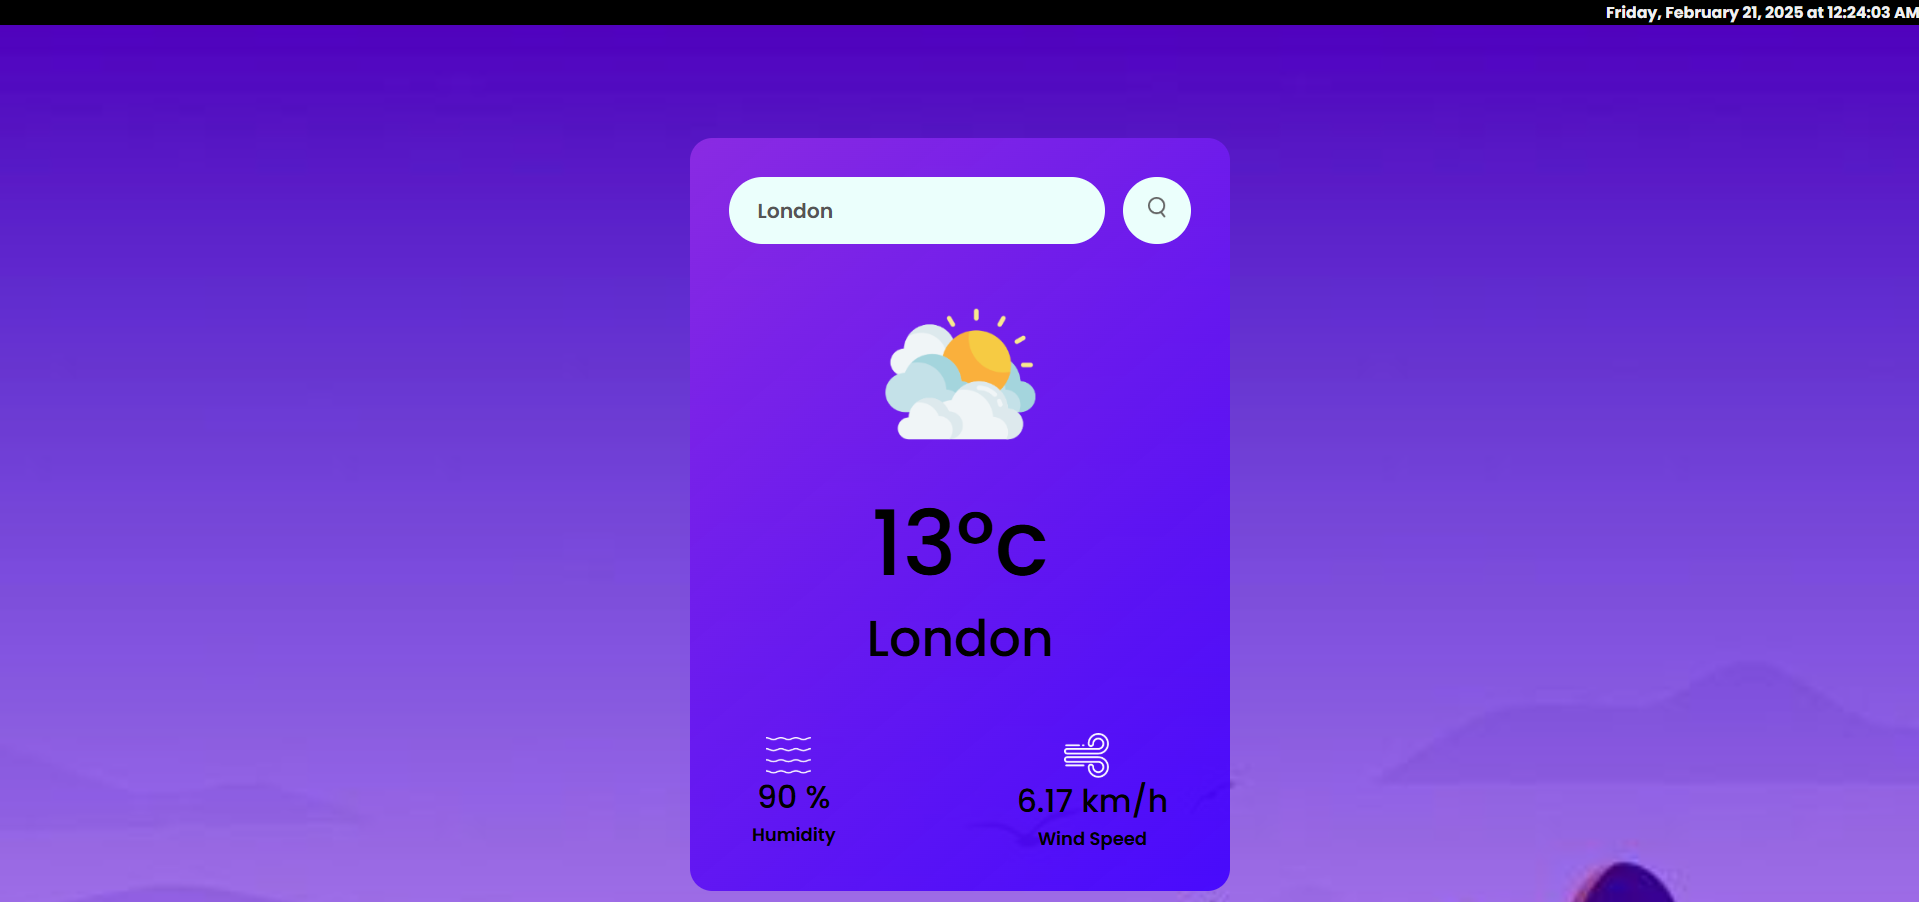 Friday, February 21, 2025 at 12:24:03 AM
London
13°c
London
90 %
Humidity
6.17 km/h
Wind Speed